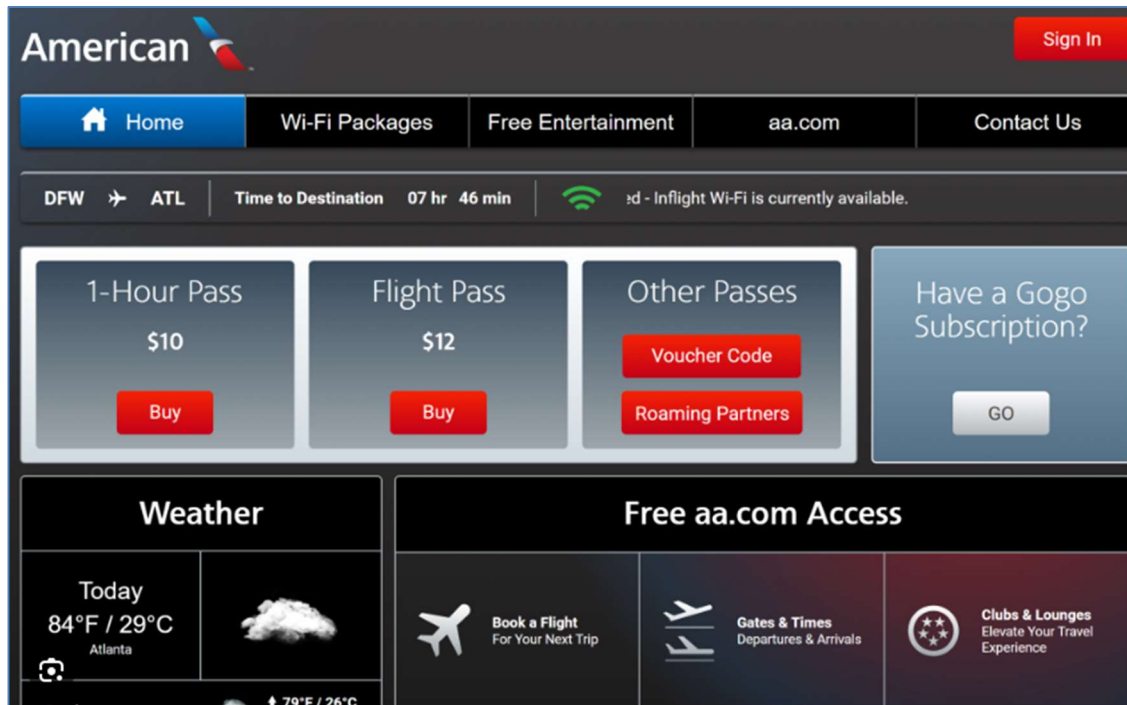 American
Sign In
Home
Wi-Fi Packages
Free Entertainment
aa.com
Contact Us
DFW ATL
Time to Destination 07 hr 46 min
ed - Inflight Wi-Fi is currently available.
1-Hour Pass
$10
Buy
Flight Pass
$12
Buy
Other Passes
Voucher Code
Roaming Partners
Have a Gogo
Subscription?
GO
Weather
Today
84°F / 29°C
Atlanta
79°F / 26°C
Free aa.com Access
Book a Flight
For Your Next Trip
Gates & Times
Departures & Arrivals
Clubs & Lounges
Elevate Your Travel
Experience